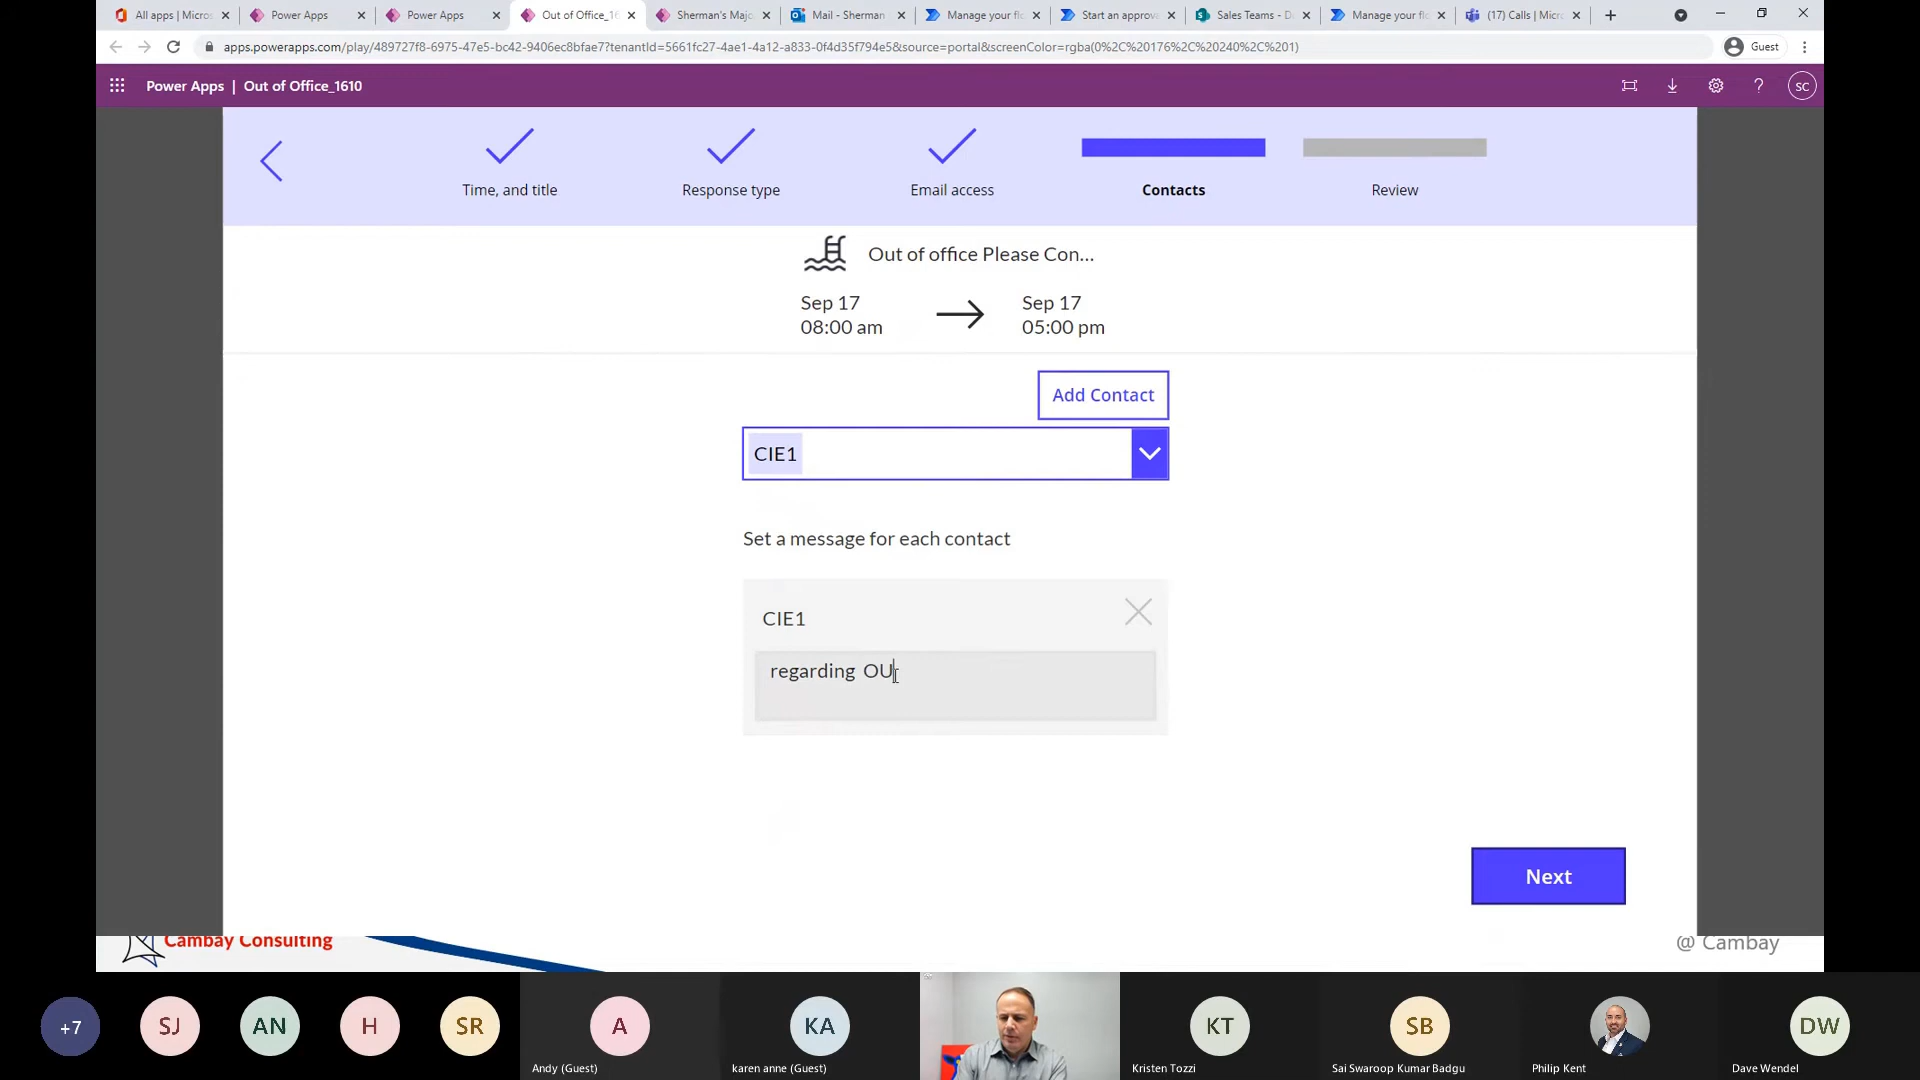 All apps | Micros
Power Apps
Power Apps
Out of Office_16
Sherman's Majo
Mail - Sherman
Manage your flo
Start an approva
Sales Teams - D
Manage your flo
(17) Calls | Micro
apps.powerapps.com/play/489727f8-6975-47e5-bc42-9406ec8bfae7?tenantId=5661fc27-4ae1-4a12-a833-0f4d35f794e5&source=portal&screenColor=rgba(0%2C%20176%2C%20240%2C%201)
Guest
Power Apps | Out of Office_1610
?
SC
Time, and title
Response type
Email access
Contacts
Review
Out of office Please Con...
Sep 17
08:00 am
Sep 17
05:00 pm
Add Contact
CIE1
Set a message for each contact
CIE1
regarding OU
Next
Cambay Consulting
@ Cambay
+7
SJ
AN
H
SR
A
KA
KT
SB
DW
Andy (Guest)
karen anne (Guest)
Kristen Tozzi
Sai Swaroop Kumar Badgu
Philip Kent
Dave Wendel